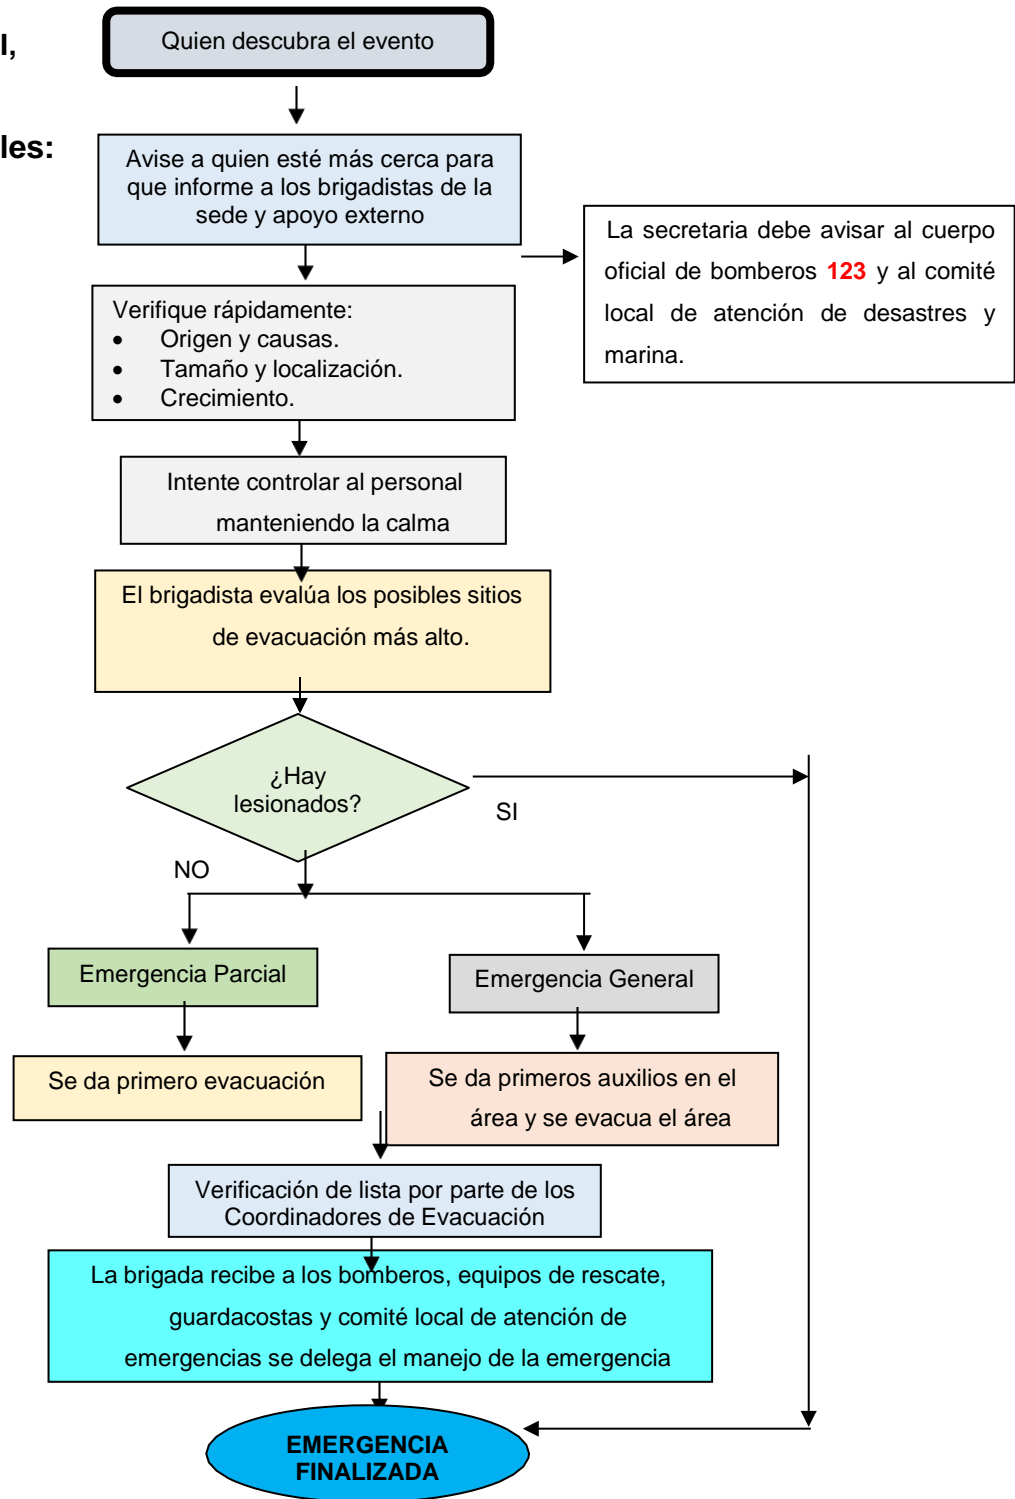 l,
Quien descubra el evento
les:
Avise a quien esté más cerca para
que informe a los brigadistas de la
sede y apoyo externo
La secretaria debe avisar al cuerpo
oficial de bomberos 123 y al comité
local de atención de desastres y
marina.
Verifique rápidamente:
• Origen y causas.
• Tamaño y localización.
• Crecimiento.
Intente controlar al personal
manteniendo la calma
El brigadista evalúa los posibles sitios
de evacuación más alto.
¿Hay
lesionados?
SI
NO
Emergencia Parcial
Emergencia General
Se da primero evacuación
Se da primeros auxilios en el
área y se evacua el área
Verificación de lista por parte de los
Coordinadores de Evacuación
La brigada recibe a los bomberos, equipos de rescate,
guardacostas y comité local de atención de
emergencias se delega el manejo de la emergencia
EMERGENCIA
FINALIZADA